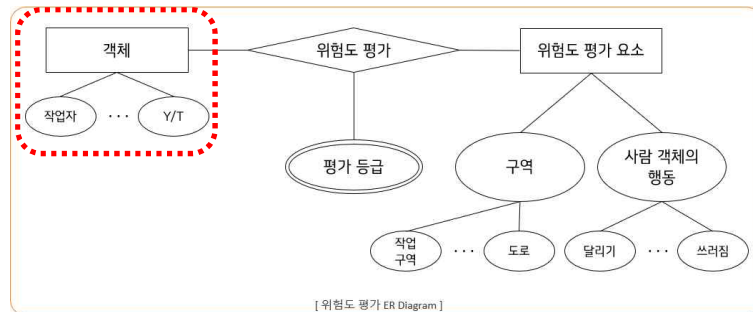 객체
위험도 평가
위험도 평가 요소
작업자
···
Y/T
평가 등급
구역
사람 객체의
행동
작업
구역
···
도로
달리기
···
쓰러짐
[ 위험도 평가 ER Diagram ]